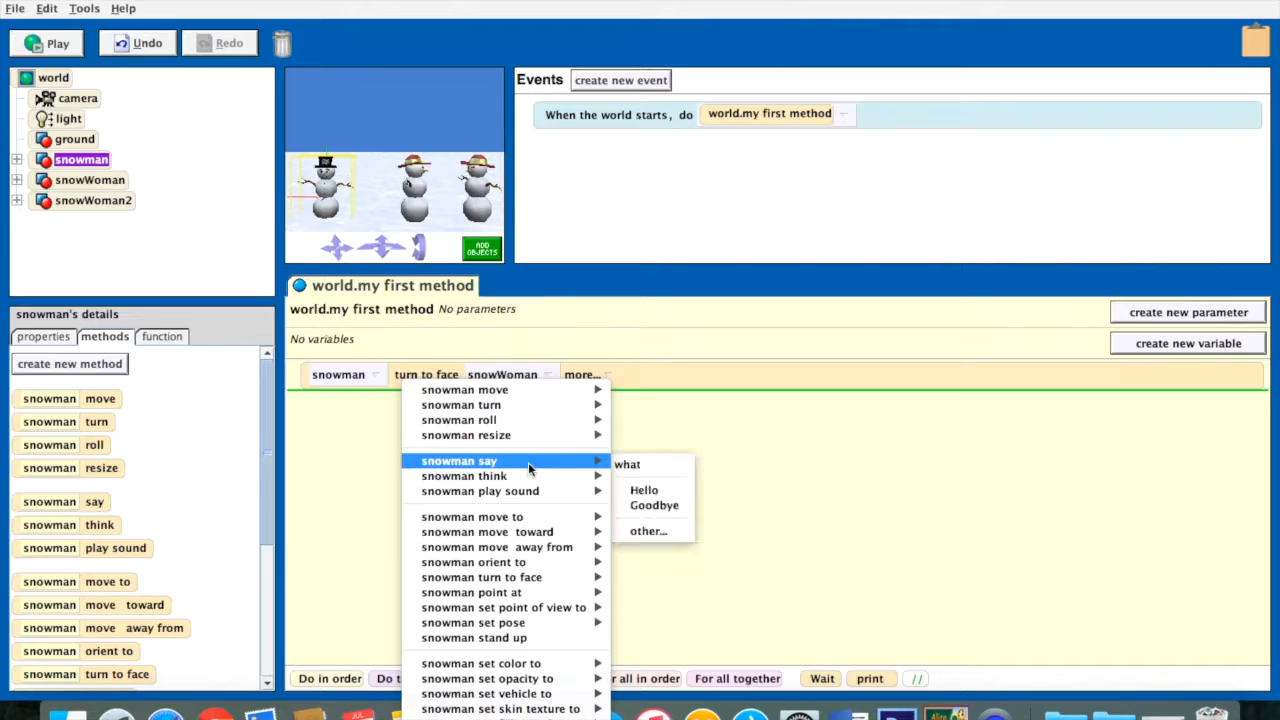 File Edit Tools Help
Play Undo Redo
world
camera
light
ground
snowman
snowWoman
snowWoman2
ADD
OBJECTS
Events create new event
When the world starts, do world.my first method
snowman's details
properties methods function
create new method
snowman move
snowman turn
snowman roll
snowman resize
snowman say
snowman think
snowman play sound
snowman move to
snowman move toward
snowman move away from
snowman orient to
snowman turn to face
world.my first method
world.my first method No parameters
create new parameter
No variables
create new variable
snowman turn to face snowWoman more...
snowman move
snowman turn
snowman roll
snowman resize
snowman say
snowman think
snowman play sound
snowman move to
snowman move toward
snowman move away from
snowman orient to
snowman turn to face
snowman point at
snowman set point of view to
snowman set pose
snowman stand up
snowman set color to
snowman set opacity to
snowman set vehicle to
snowman set skin texture to
what
Hello
Goodbye
other...
Do in order all in order For all together Wait print //
JUL
Alice